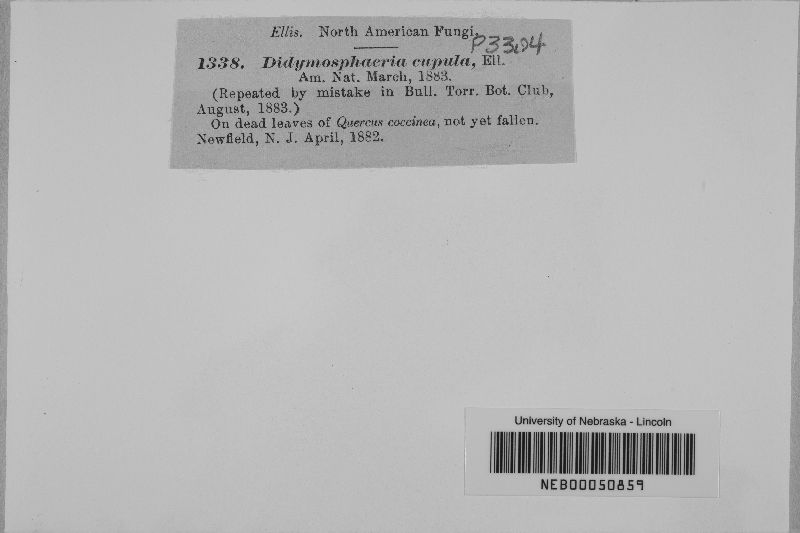 Ellis. North American Fungi.
P33,04
1338. Didymosphaeria cupula, Ell.
Am. Nat. March, 1883.
(Repeated by mistake in Bull. Torr. Bot. Club,
August, 1883.)
On dead leaves of Quercus coccinea, not yet fallen.
Newfield, N. J. April, 1882.
University of Nebraska - Lincoln
NEB00050859